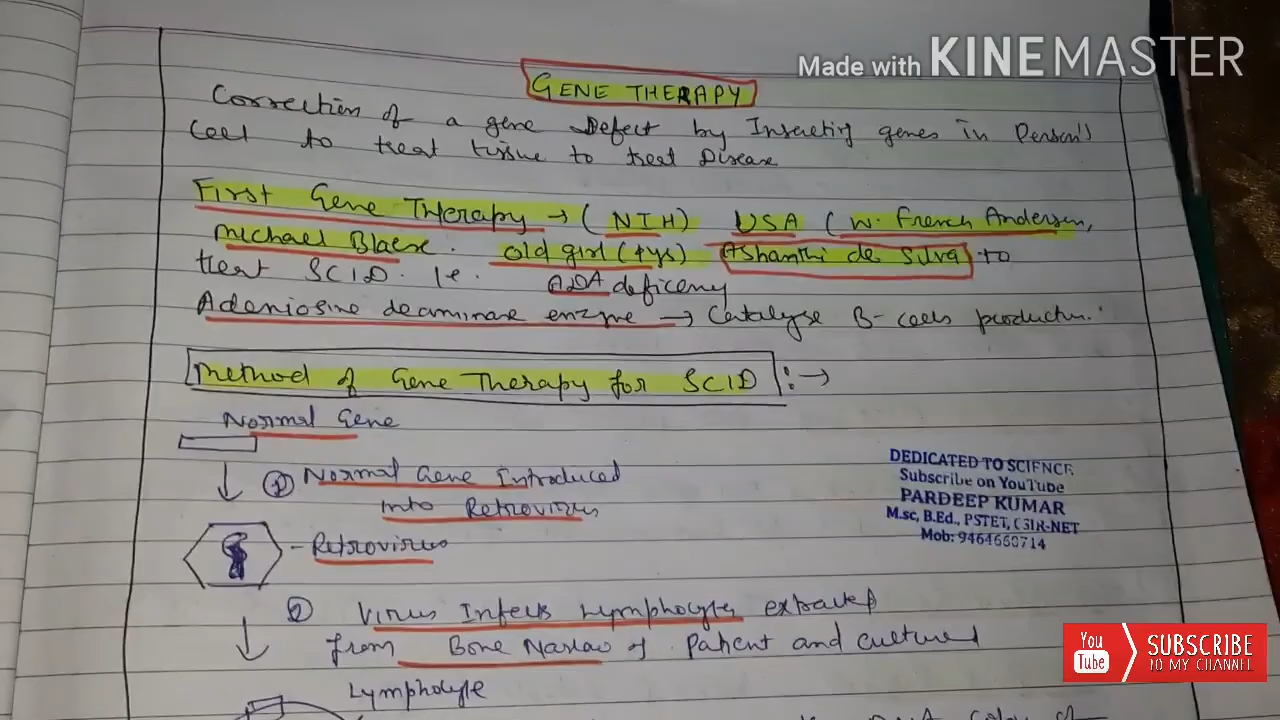 Made with KINEMASTER
GENE THERAPY
Correction of a gene Defect by Inserting genes in Person's
Cell to treat tissue to treat Disease
First Gene Therapy → (NIH) USA (W. French Andersen,
Michael Blaese. old girl (4ys) Ashanthi de Silva to
treat SCID. i.e. ADA deficeny
Adeniosine deaminase enzme → Catalyse B-cells production.
Method of Gene Therapy for SCID :→
Normal Gene
① Normal Gene Introduced
into Retrovirus
- Retrovirus
② Virus Infects Lymphocyte extracted
from Bone Marrow of Patient and cultured
Lymphocyte
DEDICATED TO SCIENCE
Subscribe on YouTube
PARDEEP KUMAR
M.sc, B.Ed., PSTET, CSIR-NET
Mob: 9464660714
You Tube
SUBSCRIBE
TO MY CHANNEL